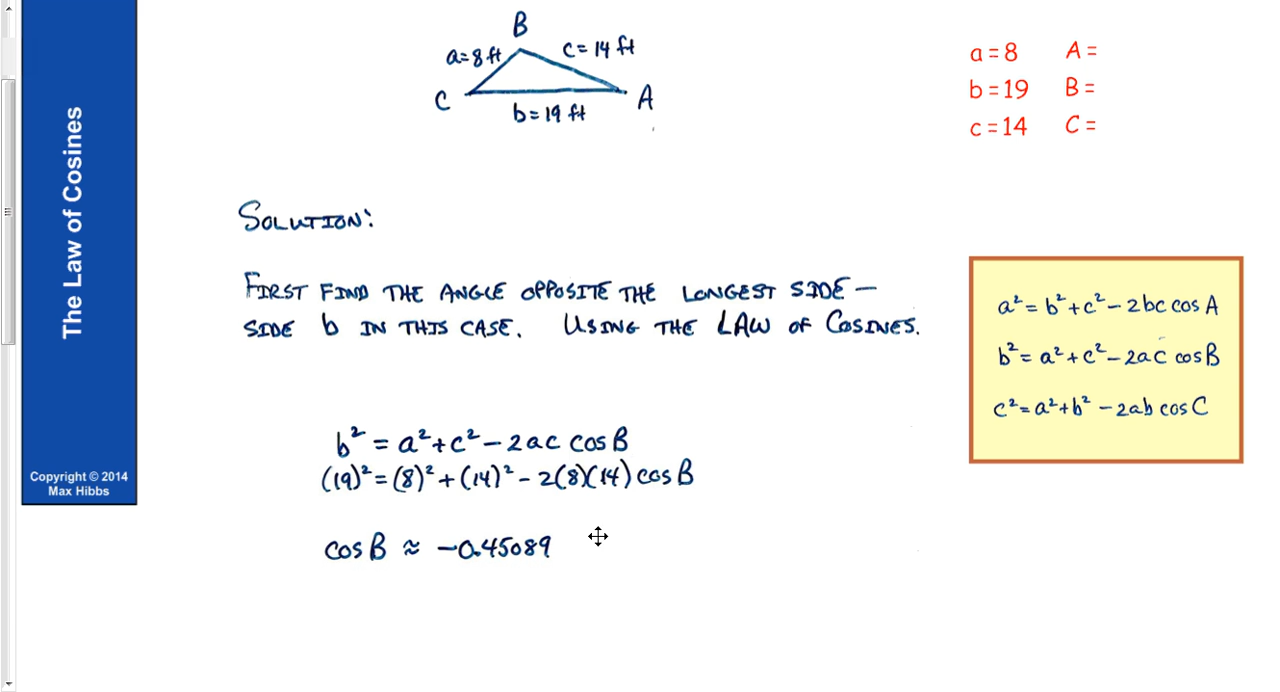 The Law of Cosines
Copyright © 2014
Max Hibbs
B
a=8 ft
c=14 ft
C
A
b=19 ft
a = 8 A =
b = 19 B =
c = 14 C =
SOLUTION:
FIRST FIND THE ANGLE OPPOSITE THE LONGEST SIDE —
SIDE b IN THIS CASE. USING THE LAW OF COSINES.
a² = b² + c² - 2bc cos A
b² = a² + c² - 2ac cos B
c² = a² + b² - 2ab cos C
b² = a² + c² - 2ac cos B
(19)² = (8)² + (14)² - 2(8)(14) cos B
cos B ≈ -0.45089